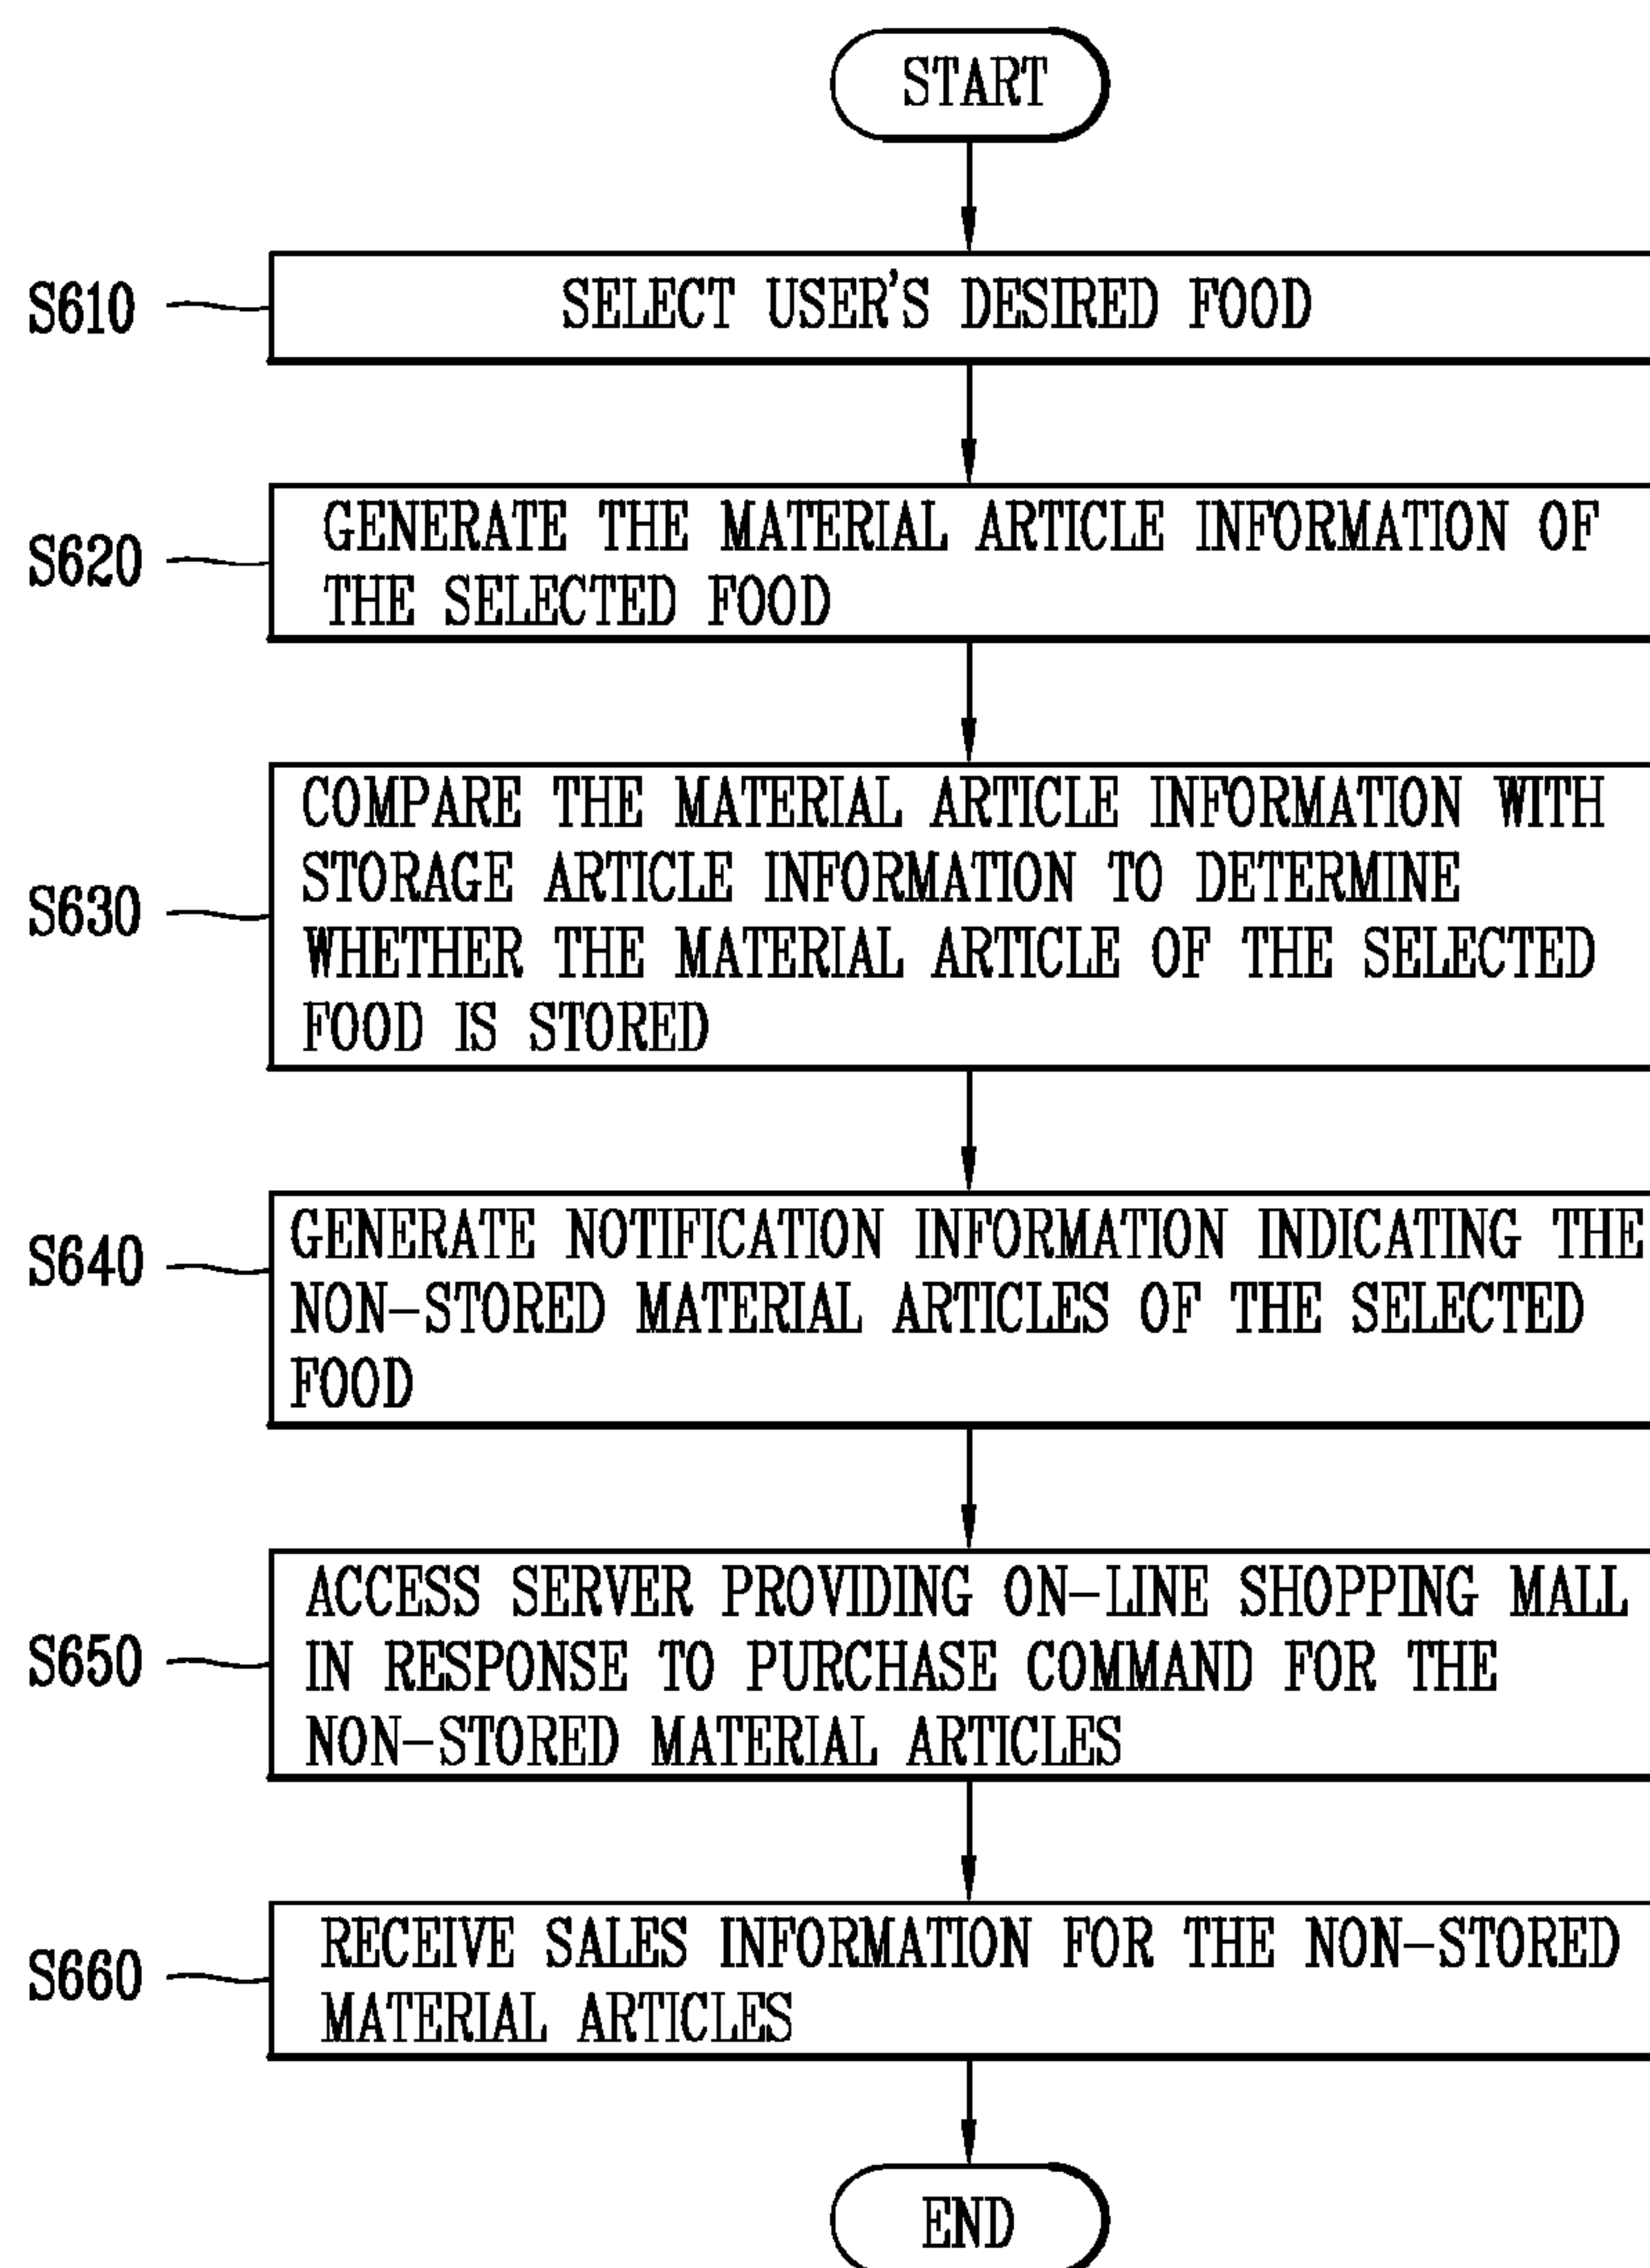 START
S610
SELECT USER'S DESIRED FOOD
S620
GENERATE THE MATERIAL ARTICLE INFORMATION OF
THE SELECTED FOOD
S630
COMPARE THE MATERIAL ARTICLE INFORMATION WITH
STORAGE ARTICLE INFORMATION TO DETERMINE
WHETHER THE MATERIAL ARTICLE OF THE SELECTED
FOOD IS STORED
S640
GENERATE NOTIFICATION INFORMATION INDICATING THE
NON-STORED MATERIAL ARTICLES OF THE SELECTED
FOOD
S650
ACCESS SERVER PROVIDING ON-LINE SHOPPING MALL
IN RESPONSE TO PURCHASE COMMAND FOR THE
NON-STORED MATERIAL ARTICLES
S660
RECEIVE SALES INFORMATION FOR THE NON-STORED
MATERIAL ARTICLES
END